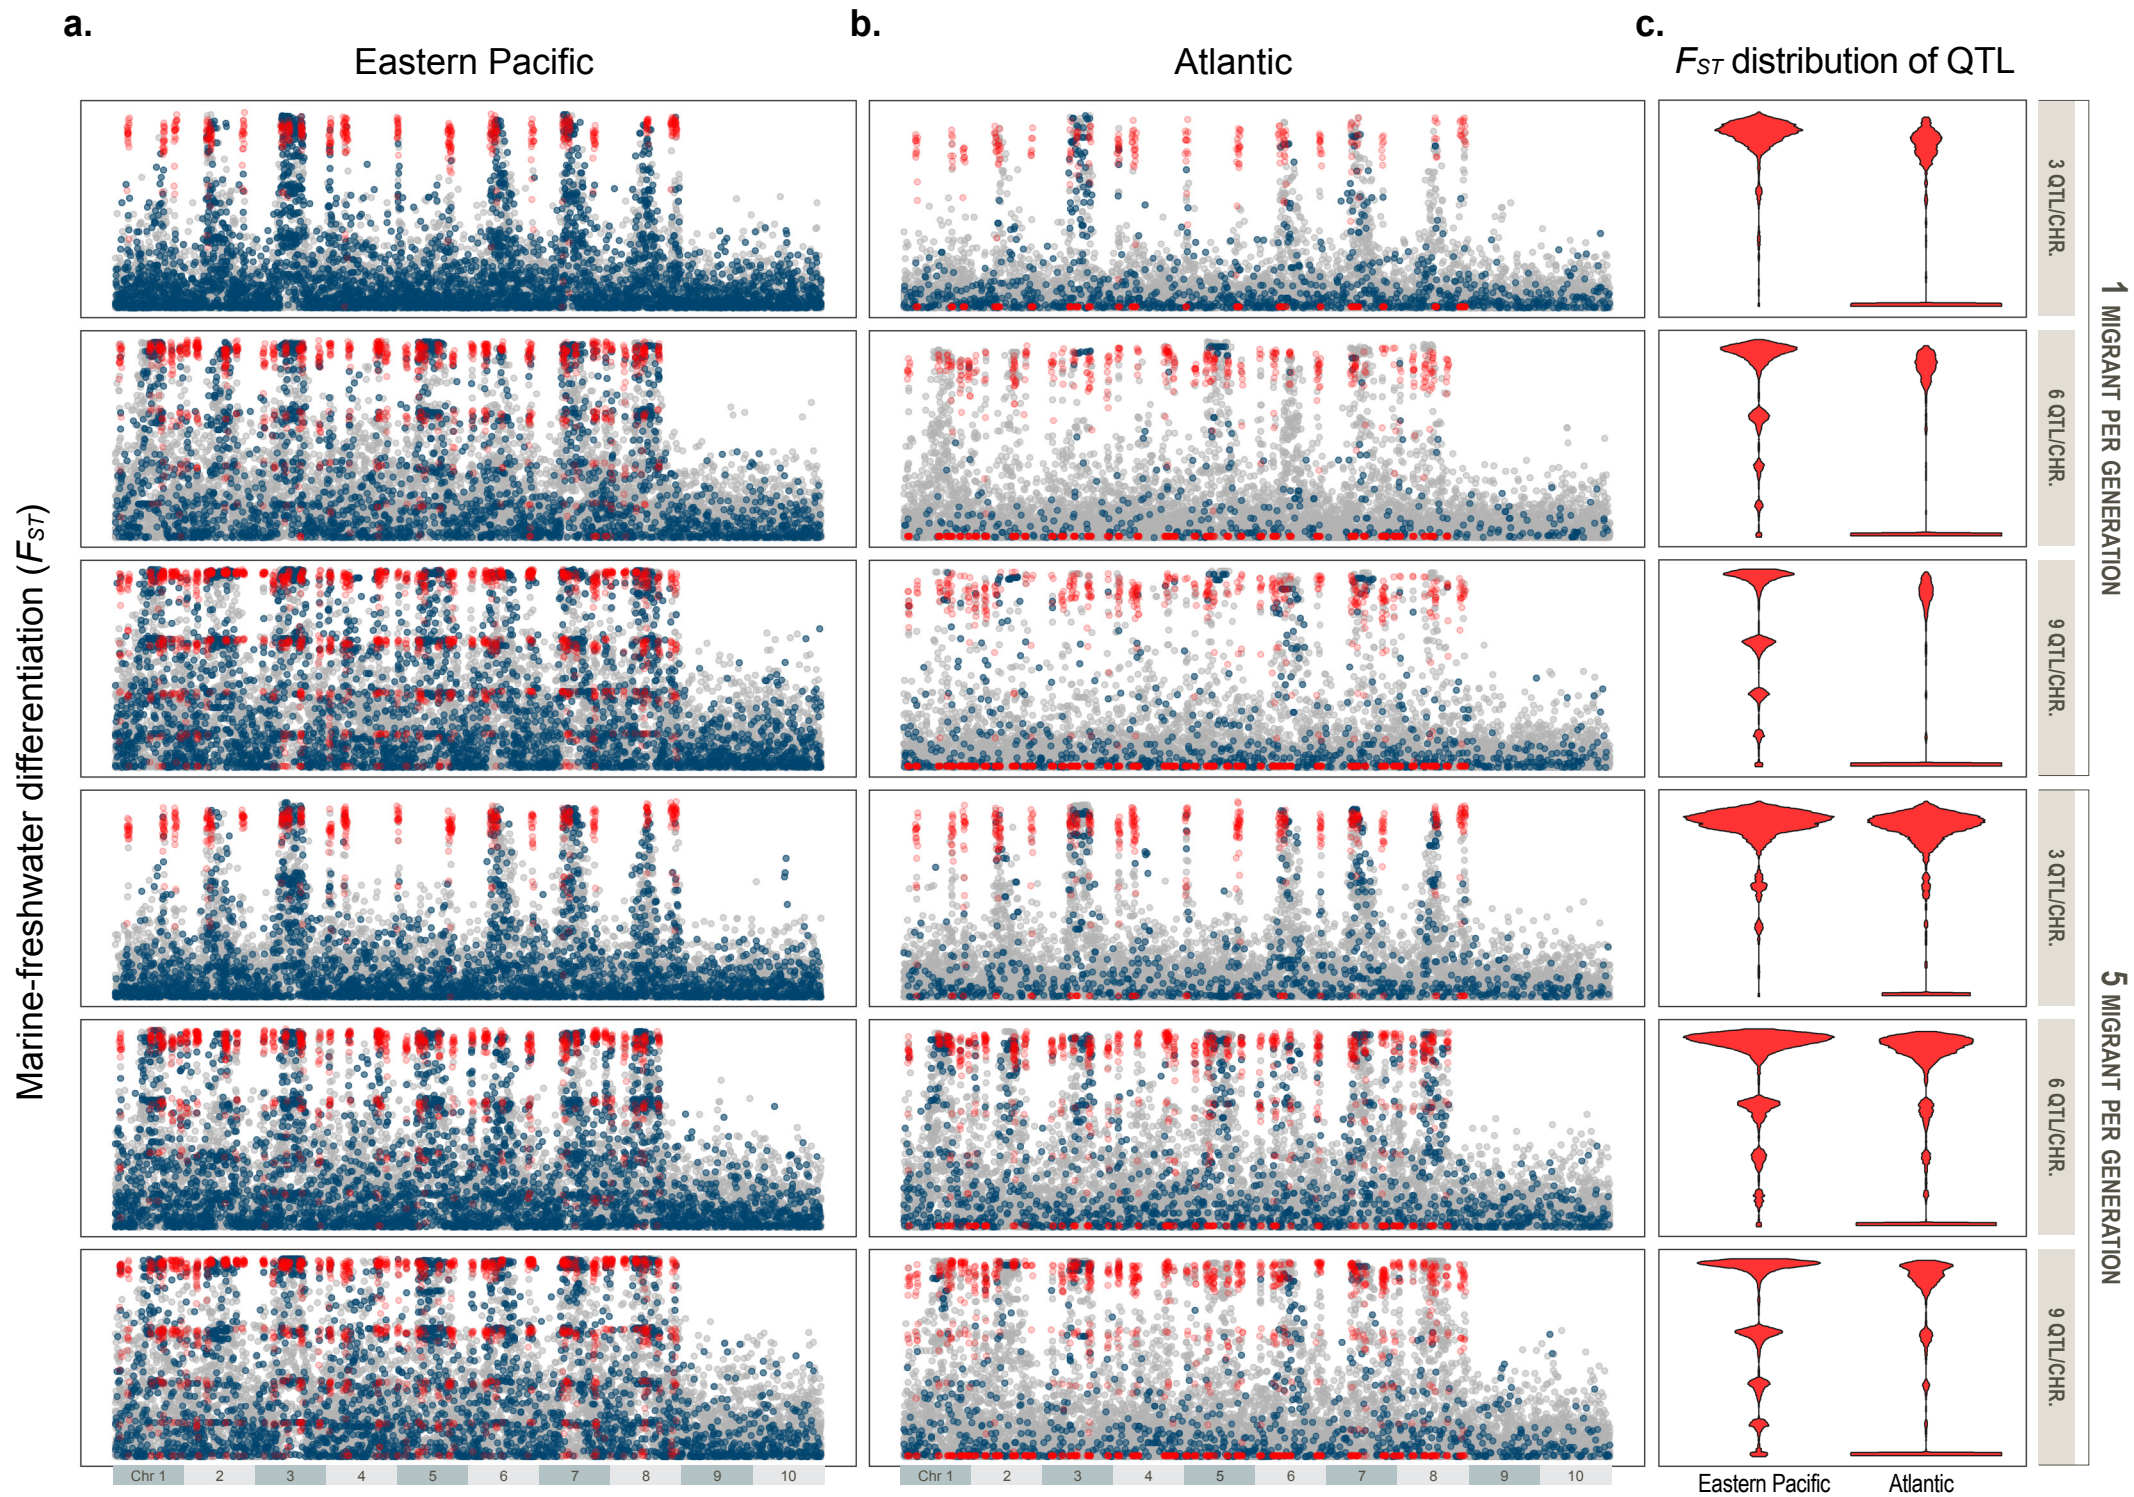 a.
b.
c.
Eastern Pacific
Atlantic
FST distribution of QTL
Marine-freshwater differentiation (FST)
3 QTL/CHR.
6 QTL/CHR.
9 QTL/CHR.
1 MIGRANT PER GENERATION
3 QTL/CHR.
6 QTL/CHR.
9 QTL/CHR.
5 MIGRANT PER GENERATION
Chr 1 2 3 4 5 6 7 8 9 10
Chr 1 2 3 4 5 6 7 8 9 10
Eastern Pacific Atlantic